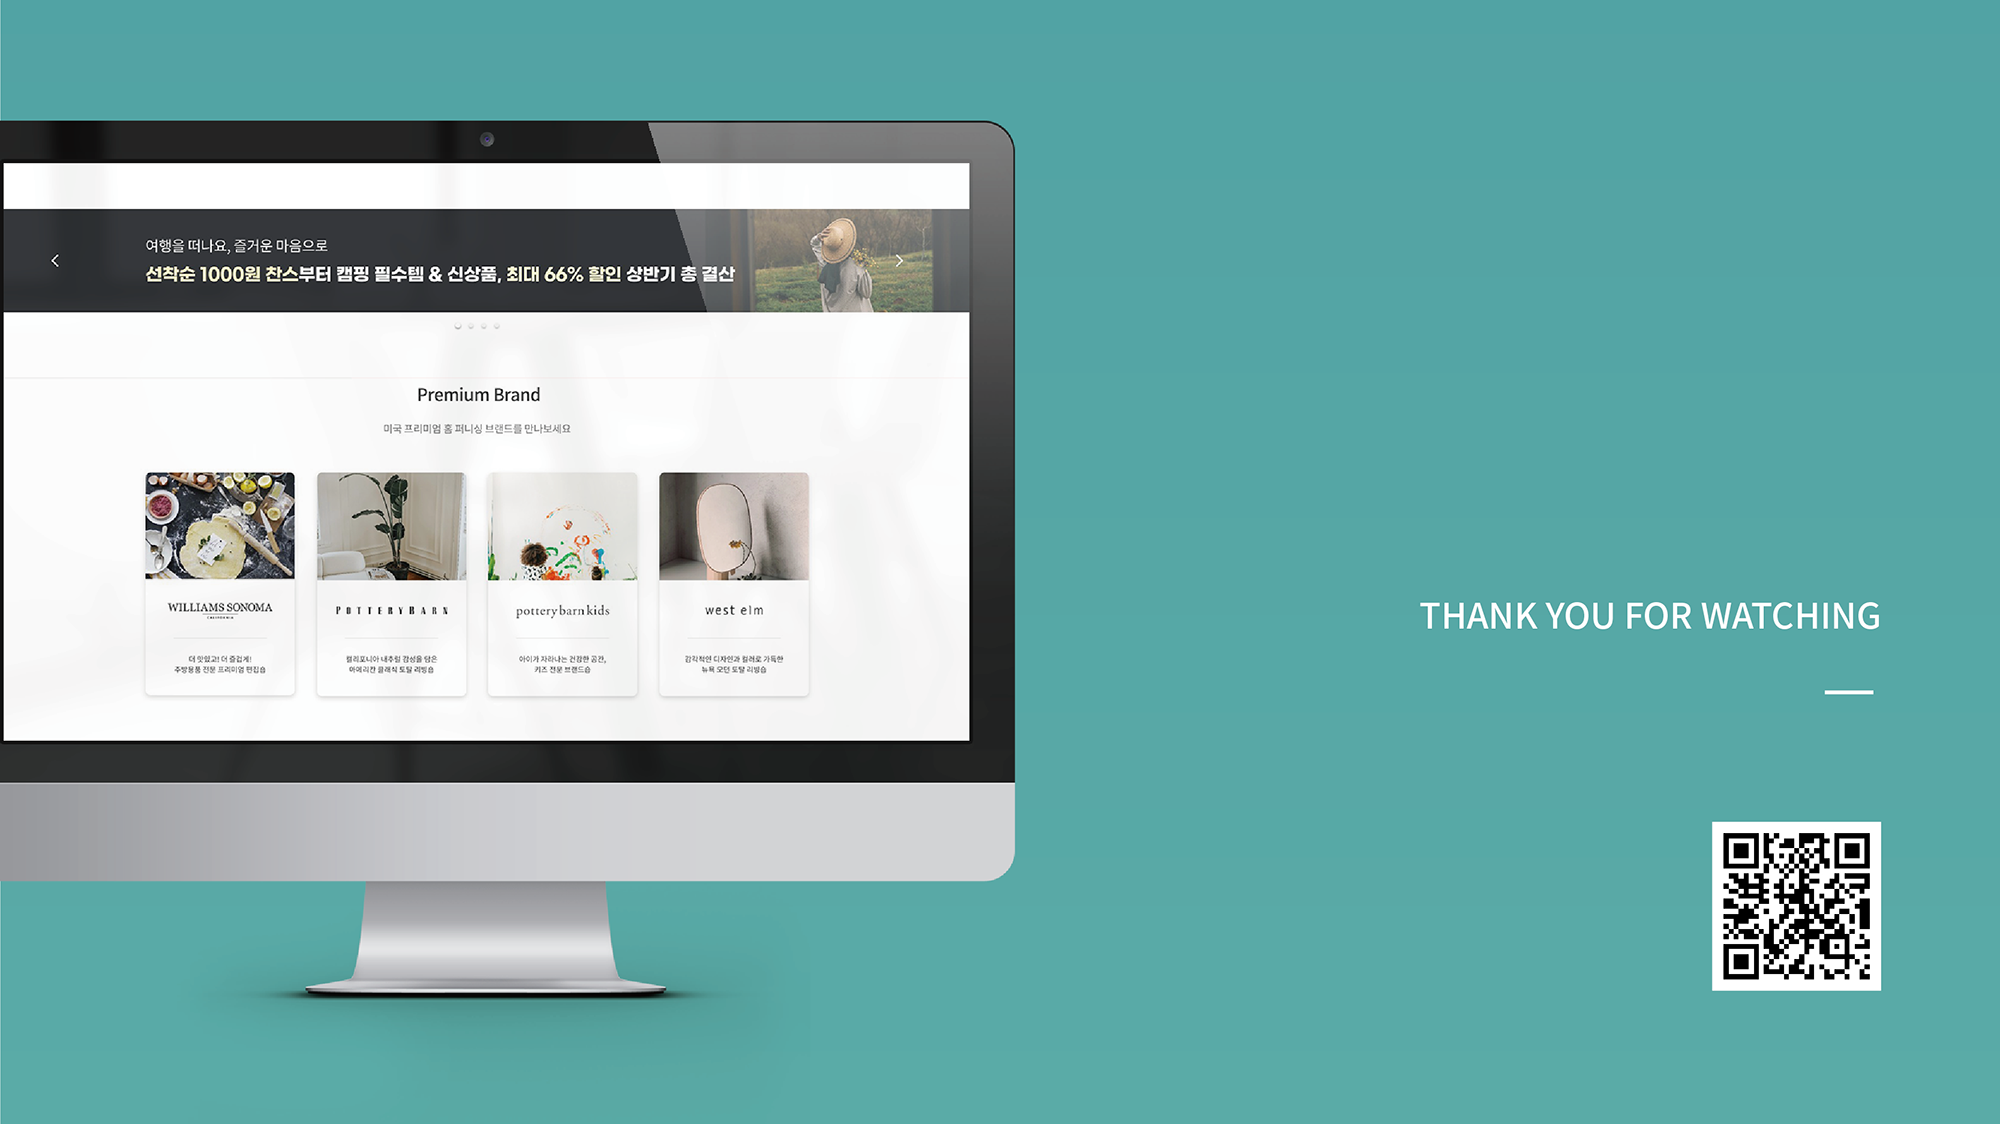 여행을 떠나요, 즐거운 마음으로
선착순 1000원 찬스부터 캠핑 필수템 & 신상품, 최대 66% 할인 상반기 총 결산
Premium Brand
미국 프리미엄 홈 퍼니싱 브랜드를 만나보세요
WILLIAMS SONOMA
CALIFORNIA
더 맛있고! 더 즐겁게!
주방용품 전문 프리미엄 편집숍
POTTERYBARN
캘리포니아 내추럴 감성을 담은
아메리칸 클래식 토탈 리빙숍
pottery barn kids
아이가 자라나는 건강한 공간,
키즈 전문 브랜드숍
west elm
감각적인 디자인과 컬러로 가득한
뉴욕 모던 토탈 리빙숍
THANK YOU FOR WATCHING